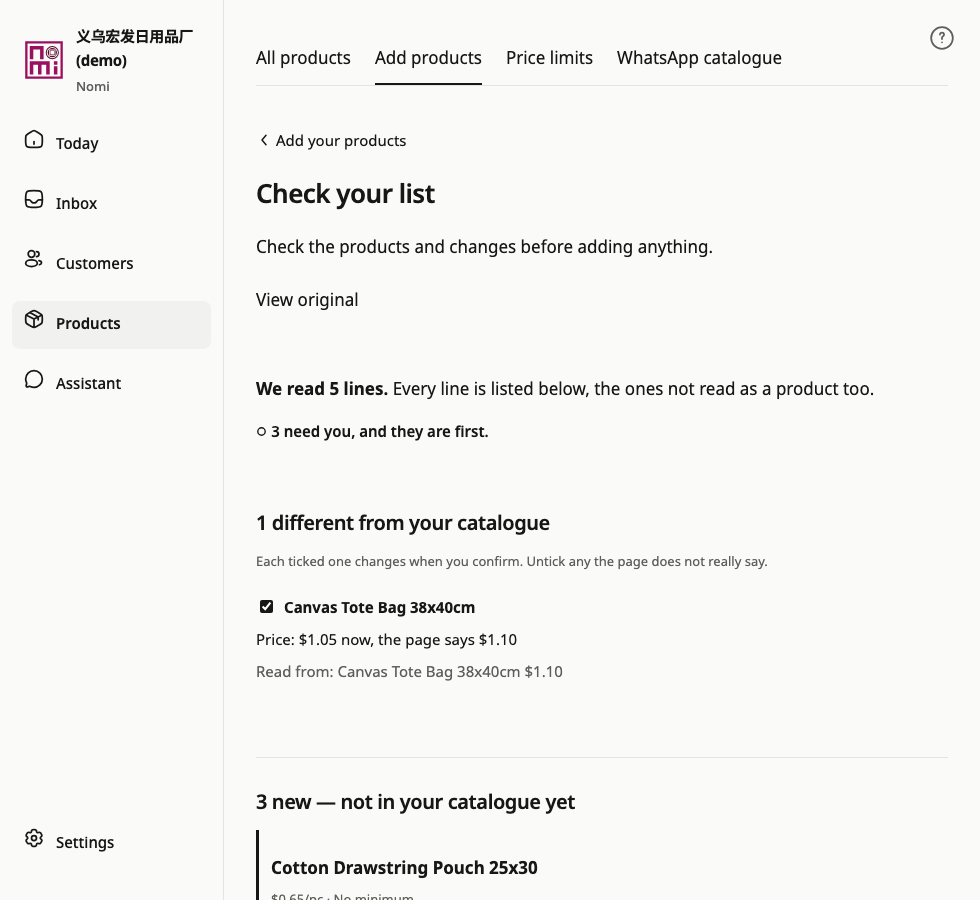 nomi
义乌宏发日用品厂
(demo)
Nomi
Today
Inbox
Customers
Products
Assistant
Settings
All products
Add products
Price limits
WhatsApp catalogue
?
Add your products
Check your list
Check the products and changes before adding anything.
View original
We read 5 lines. Every line is listed below, the ones not read as a product too.
3 need you, and they are first.
1 different from your catalogue
Each ticked one changes when you confirm. Untick any the page does not really say.
Canvas Tote Bag 38x40cm
Price: $1.05 now, the page says $1.10
Read from: Canvas Tote Bag 38x40cm $1.10
3 new — not in your catalogue yet
Cotton Drawstring Pouch 25x30
$0.65/ps · No minimum